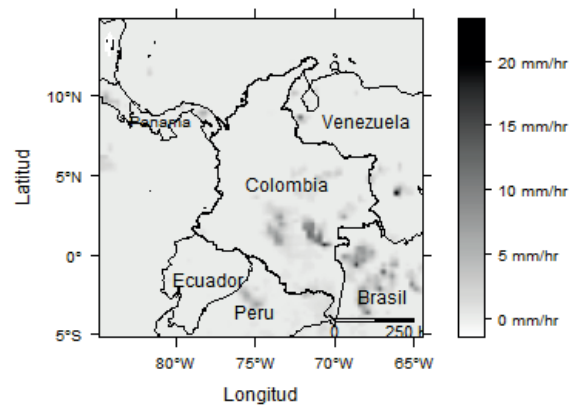 20 mm/hr
15 mm/hr
10 mm/hr
5 mm/hr
0 mm/hr
10°N
5°N
0°
5°S
Latitud
Panama
Venezuela
Colombia
Ecuador
Peru
Brasil
0 250
80°W 75°W 70°W 65°W
Longitud